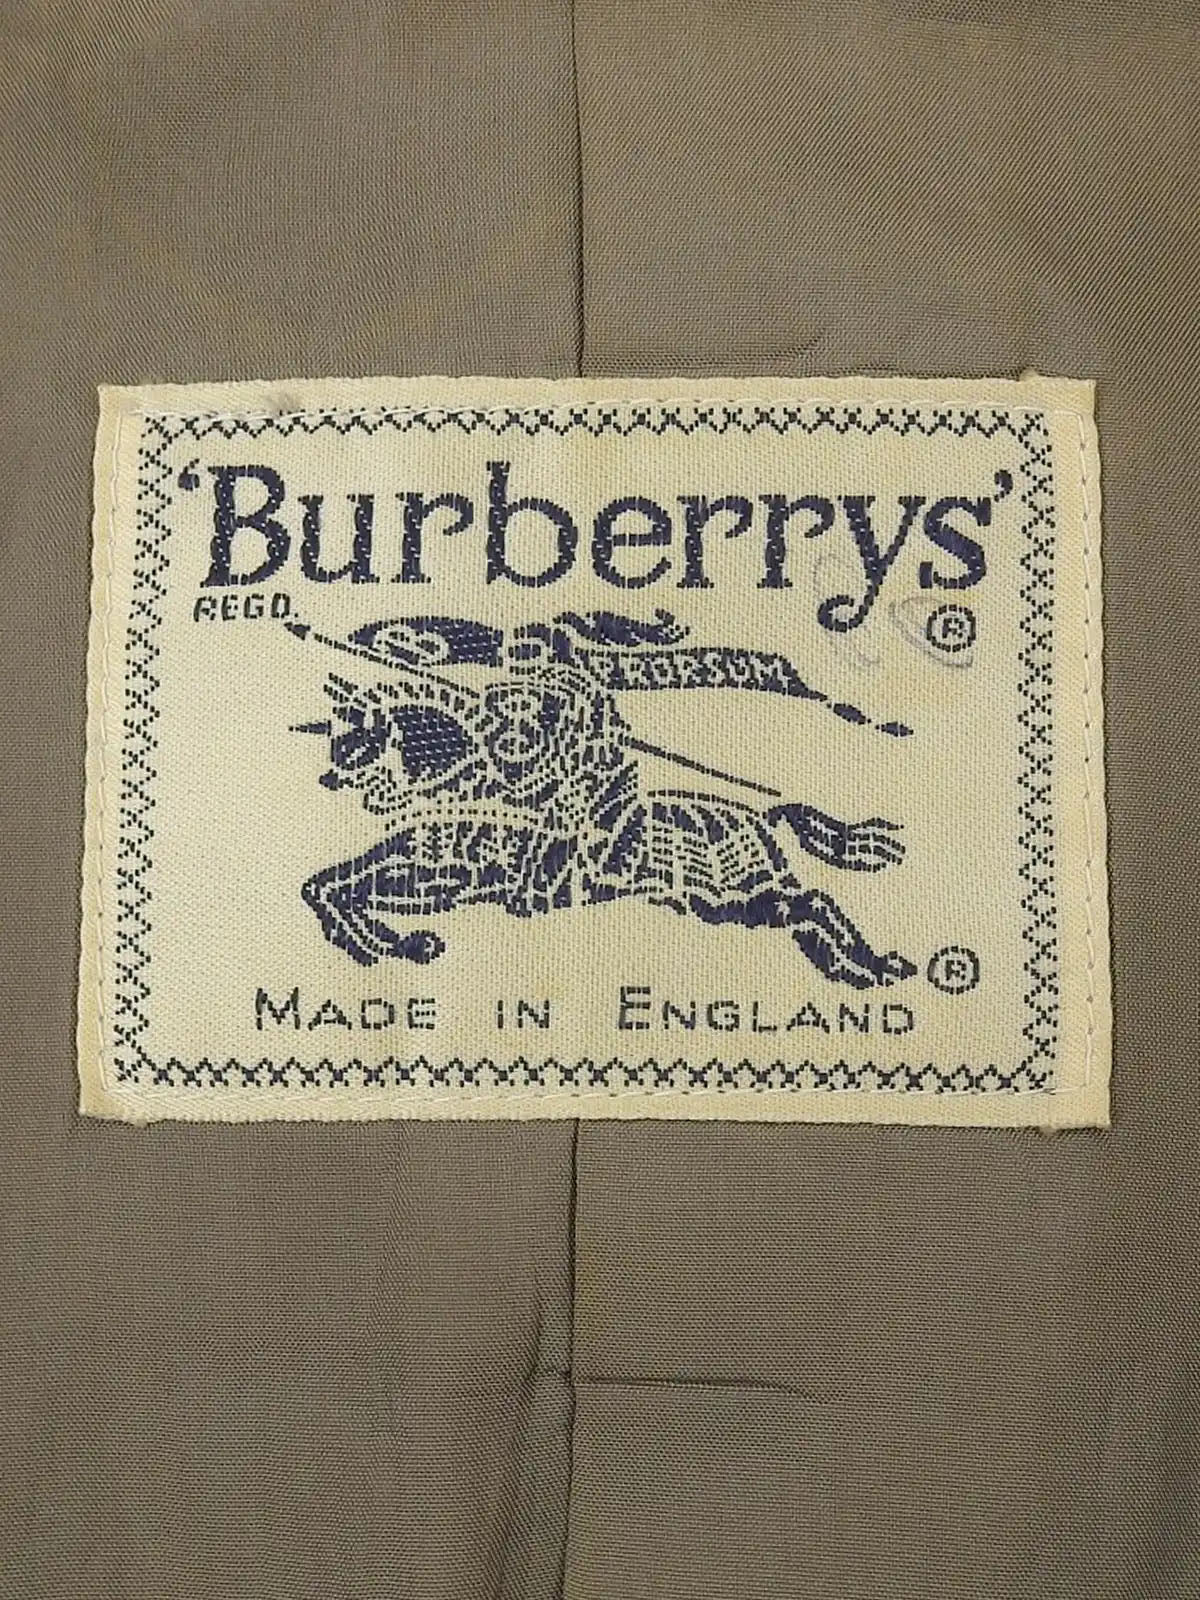 'Burberrys'
REGD.
®
PRORSUM
®
MADE IN ENGLAND